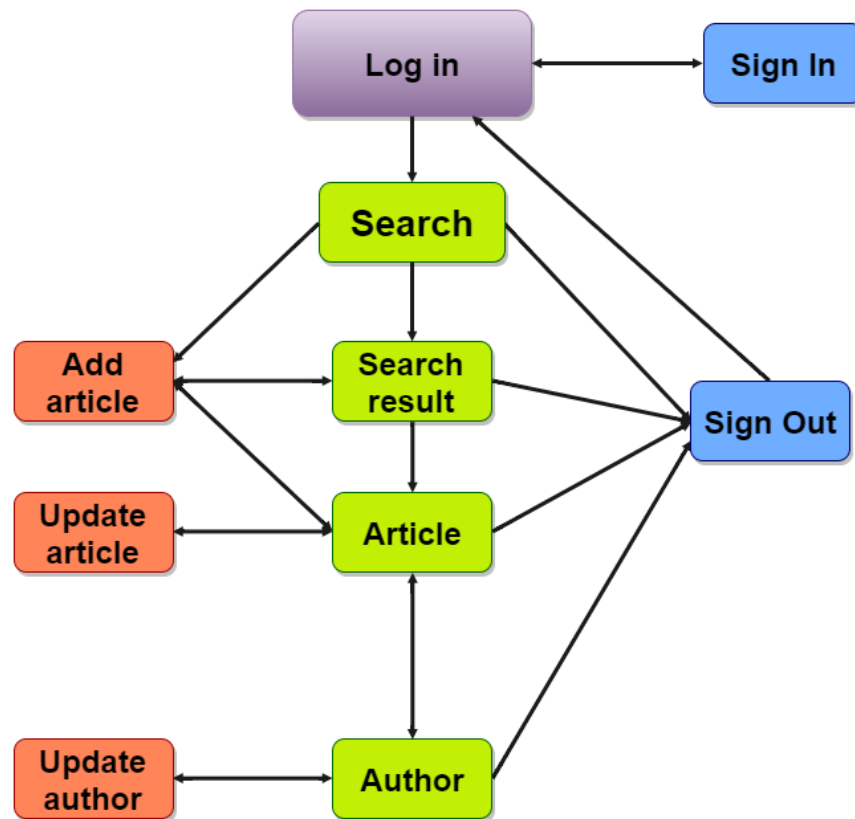 Log in
Sign In
Search
Add
article
Search
result
Sign Out
Update
article
Article
Update
author
Author